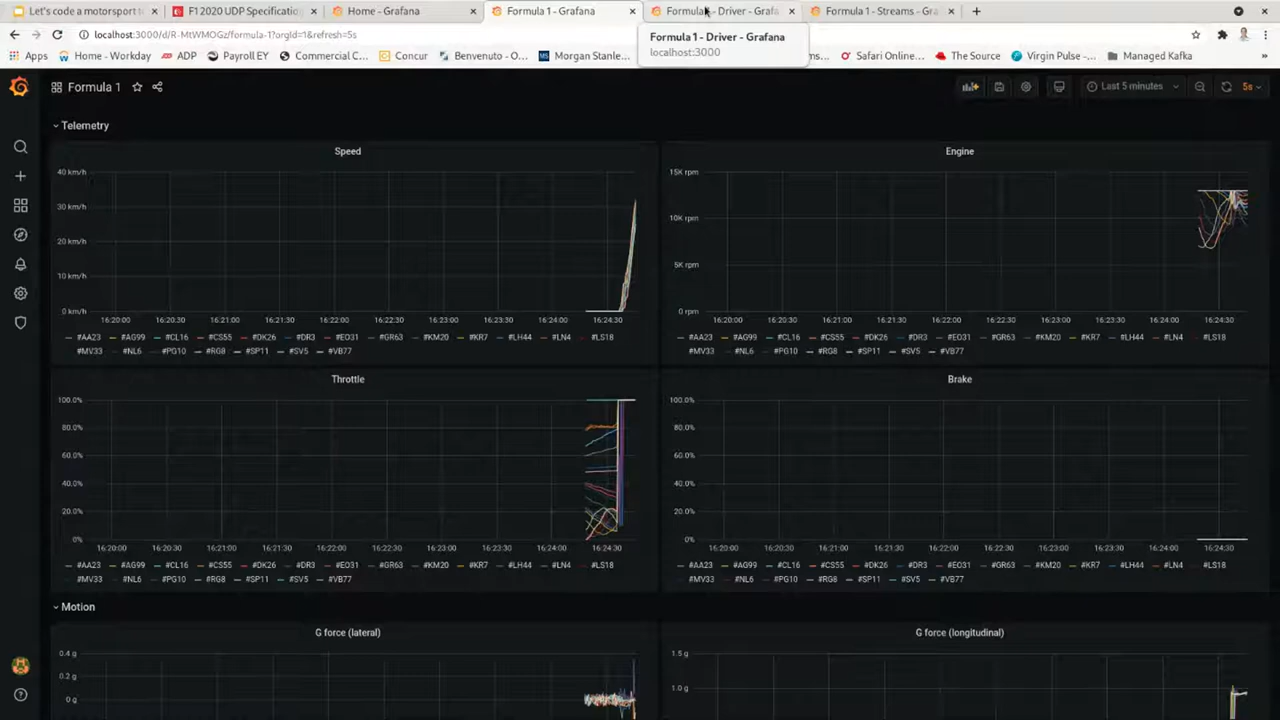 Let's code a motorsport t
F1 2020 UDP Specificatio
Home - Grafana
Formula 1 - Grafana
Formula 1 - Driver - Grafa
Formula 1 - Streams - Gra
localhost:3000/d/R-MtWMOGz/formula-1?orgId=1&refresh=5s
Formula 1 - Driver - Grafana
localhost:3000
Apps
Home - Workday
ADP
Payroll EY
Commercial C...
Concur
Benvenuto - O...
Morgan Stanle...
ms...
Safari Online...
The Source
Virgin Pulse -...
Managed Kafka
»
Formula 1
Last 5 minutes
5s
Telemetry
Speed
40 km/h
30 km/h
20 km/h
10 km/h
0 km/h
16:20:00 16:20:30 16:21:00 16:21:30 16:22:00 16:22:30 16:23:00 16:23:30 16:24:00 16:24:30
#AA23 #AG99 #CL16 #CS55 #DK26 #DR3 #EO31 #GR63 #KM20 #KR7 #LH44 #LN4 #LS18
#MV33 #NL6 #PG10 #RG8 #SP11 #SV5 #VB77
Engine
15K rpm
10K rpm
5K rpm
0 rpm
16:20:00 16:20:30 16:21:00 16:21:30 16:22:00 16:22:30 16:23:00 16:23:30 16:24:00 16:24:30
#AA23 #AG99 #CL16 #CS55 #DK26 #DR3 #EO31 #GR63 #KM20 #KR7 #LH44 #LN4 #LS18
#MV33 #NL6 #PG10 #RG8 #SP11 #SV5 #VB77
Throttle
100.0%
80.0%
60.0%
40.0%
20.0%
0%
16:20:00 16:20:30 16:21:00 16:21:30 16:22:00 16:22:30 16:23:00 16:23:30 16:24:00 16:24:30
#AA23 #AG99 #CL16 #CS55 #DK26 #DR3 #EO31 #GR63 #KM20 #KR7 #LH44 #LN4 #LS18
#MV33 #NL6 #PG10 #RG8 #SP11 #SV5 #VB77
Brake
100.0%
80.0%
60.0%
40.0%
20.0%
0%
16:20:00 16:20:30 16:21:00 16:21:30 16:22:00 16:22:30 16:23:00 16:23:30 16:24:00 16:24:30
#AA23 #AG99 #CL16 #CS55 #DK26 #DR3 #EO31 #GR63 #KM20 #KR7 #LH44 #LN4 #LS18
#MV33 #NL6 #PG10 #RG8 #SP11 #SV5 #VB77
Motion
G force (lateral)
0.4 g
0.2 g
0 g
G force (longitudinal)
1.5 g
1.0 g